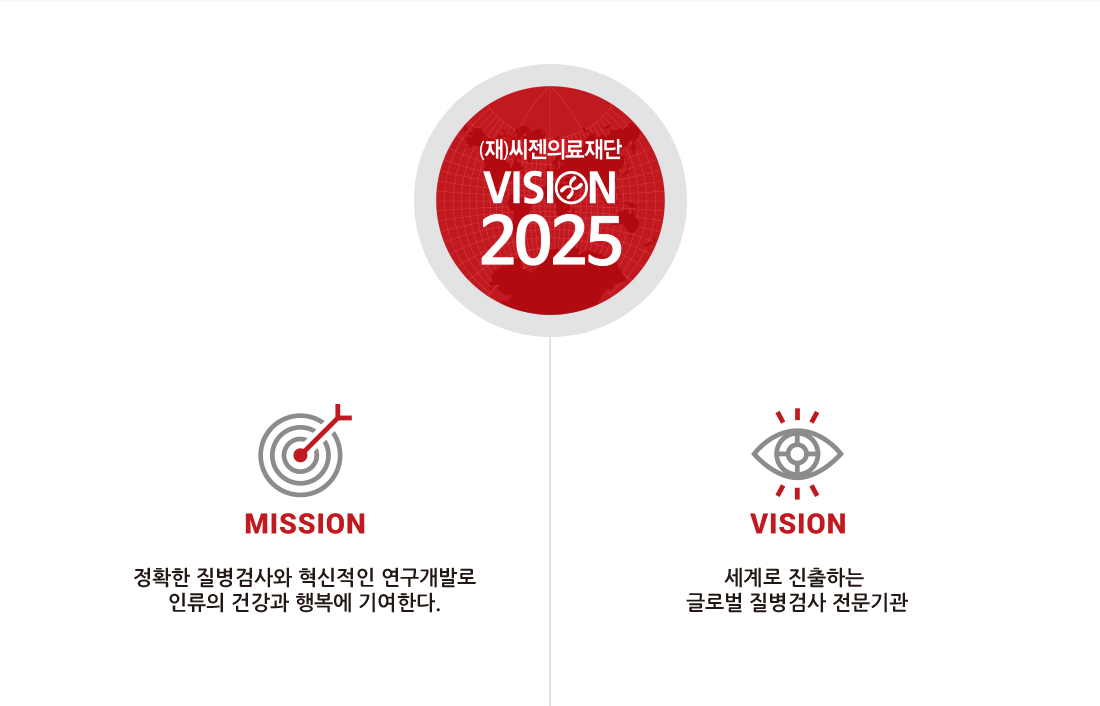 (재)씨젠의료재단
VISION
2025
MISSION
정확한 질병검사와 혁신적인 연구개발로
인류의 건강과 행복에 기여한다.
VISION
세계로 진출하는
글로벌 질병검사 전문기관